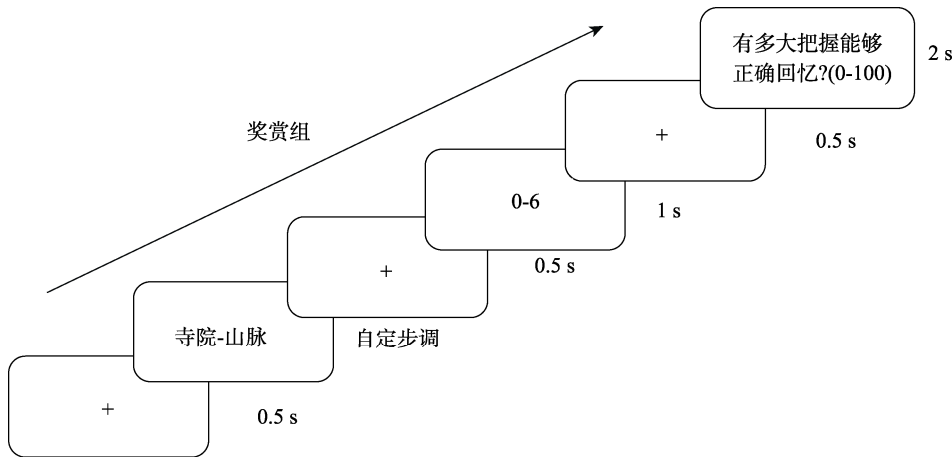 有多大把握能够
正确回忆?(0-100)
2 s
奖赏组
+
0.5 s
0-6
1 s
+
0.5 s
寺院-山脉
自定步调
+
0.5 s